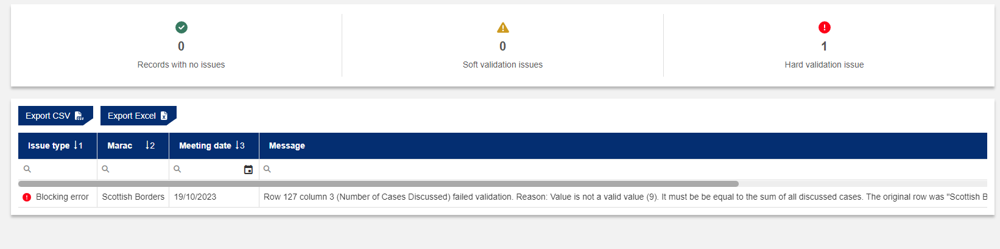 0
Records with no issues
0
Soft validation issues
1
Hard validation issue
Export CSV
Export Excel
Issue type ↓1 Marac ↓2 Meeting date ↓3 Message
Blocking error Scottish Borders 19/10/2023 Row 127 column 3 (Number of Cases Discussed) failed validation. Reason: Value is not a valid value (9). It must be be equal to the sum of all discussed cases. The original row was "Scottish B